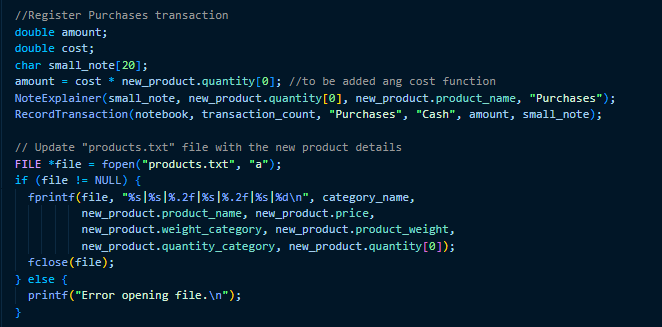 //Register Purchases transaction
double amount;
double cost;
char small_note[20];
amount = cost * new_product.quantity[0]; //to be added ang cost function
NoteExplainer(small_note, new_product.quantity[0], new_product.product_name, "Purchases");
RecordTransaction(notebook, transaction_count, "Purchases", "Cash", amount, small_note);

// Update "products.txt" file with the new product details
FILE *file = fopen("products.txt", "a");
if (file != NULL) {
  fprintf(file, "%s|%s|%.2f|%s|%.2f|%s|%d\n", category_name,
          new_product.product_name, new_product.price,
          new_product.weight_category, new_product.product_weight,
          new_product.quantity_category, new_product.quantity[0]);
  fclose(file);
} else {
  printf("Error opening file.\n");
}